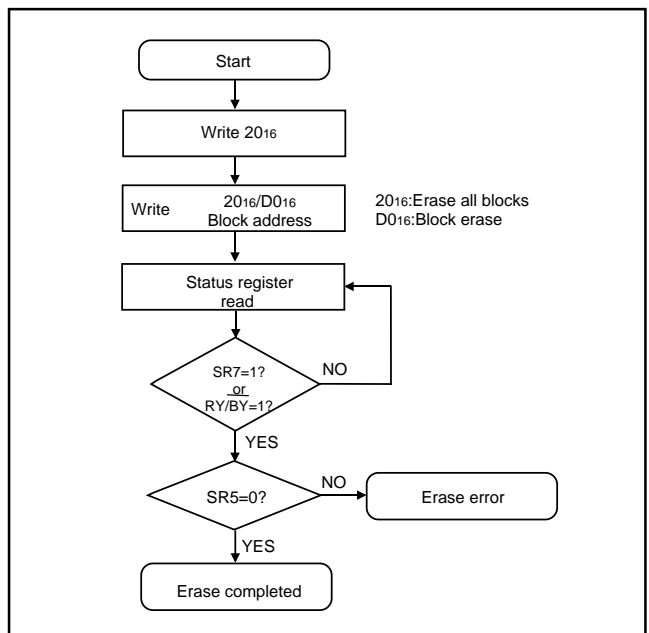 Start
Write 2016
Write 2016/D016
Block address
2016:Erase all blocks
D016:Block erase
Status register
read
SR7=1?
or
RY/BY=1?
NO
YES
SR5=0?
NO
Erase error
YES
Erase completed